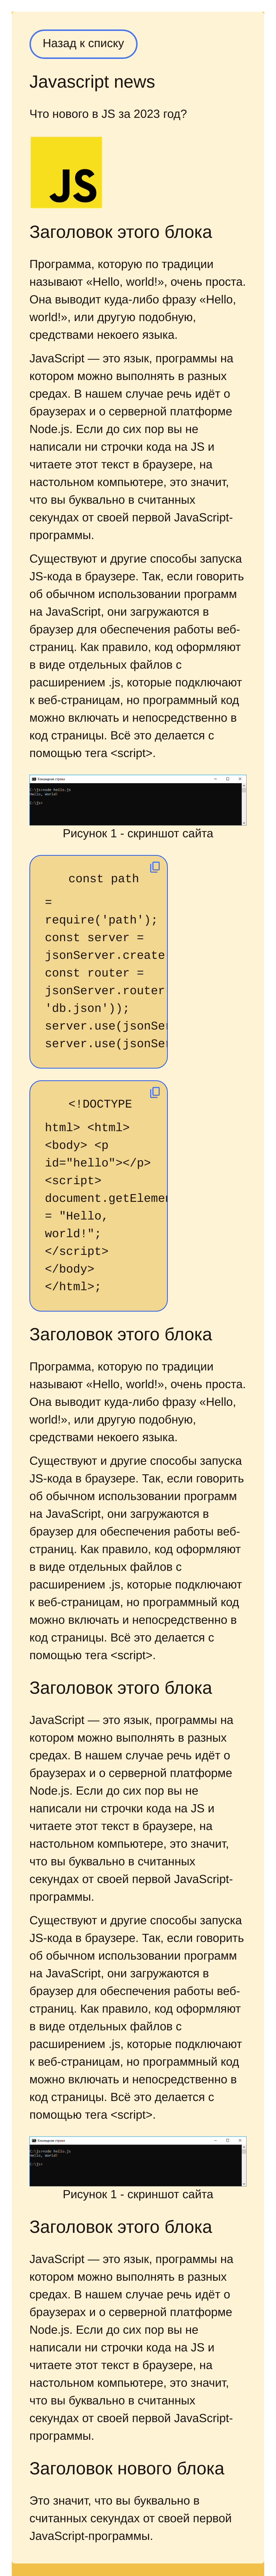 Назад к списку
Javascript news
Что нового в JS за 2023 год?
JS
Заголовок этого блока
Программа, которую по традиции
называют «Hello, world!», очень проста.
Она выводит куда-либо фразу «Hello,
world!», или другую подобную,
средствами некоего языка.
JavaScript — это язык, программы на
котором можно выполнять в разных
средах. В нашем случае речь идёт о
браузерах и о серверной платформе
Node.js. Если до сих пор вы не
написали ни строчки кода на JS и
читаете этот текст в браузере, на
настольном компьютере, это значит,
что вы буквально в считанных
секундах от своей первой JavaScript-
программы.
Существуют и другие способы запуска
JS-кода в браузере. Так, если говорить
об обычном использовании программ
на JavaScript, они загружаются в
браузер для обеспечения работы веб-
страниц. Как правило, код оформляют
в виде отдельных файлов с
расширением .js, которые подключают
к веб-страницам, но программный код
можно включать и непосредственно в
код страницы. Всё это делается с
помощью тега <script>.
Командная строка
C:\js>node hello.js
Hello, World!
C:\js>
Рисунок 1 - скриншот сайта
const path
=
require('path');
const server =
jsonServer.create
const router =
jsonServer.router
'db.json'));
server.use(jsonSe
server.use(jsonSe
<!DOCTYPE
html> <html>
<body> <p
id="hello"></p>
<script>
document.getElemen
= "Hello,
world!";
</script>
</body>
</html>;
Заголовок этого блока
Программа, которую по традиции
называют «Hello, world!», очень проста.
Она выводит куда-либо фразу «Hello,
world!», или другую подобную,
средствами некоего языка.
Существуют и другие способы запуска
JS-кода в браузере. Так, если говорить
об обычном использовании программ
на JavaScript, они загружаются в
браузер для обеспечения работы веб-
страниц. Как правило, код оформляют
в виде отдельных файлов с
расширением .js, которые подключают
к веб-страницам, но программный код
можно включать и непосредственно в
код страницы. Всё это делается с
помощью тега <script>.
Заголовок этого блока
JavaScript — это язык, программы на
котором можно выполнять в разных
средах. В нашем случае речь идёт о
браузерах и о серверной платформе
Node.js. Если до сих пор вы не
написали ни строчки кода на JS и
читаете этот текст в браузере, на
настольном компьютере, это значит,
что вы буквально в считанных
секундах от своей первой JavaScript-
программы.
Существуют и другие способы запуска
JS-кода в браузере. Так, если говорить
об обычном использовании программ
на JavaScript, они загружаются в
браузер для обеспечения работы веб-
страниц. Как правило, код оформляют
в виде отдельных файлов с
расширением .js, которые подключают
к веб-страницам, но программный код
можно включать и непосредственно в
код страницы. Всё это делается с
помощью тега <script>.
Командная строка
C:\js>node hello.js
Hello, World!
C:\js>
Рисунок 1 - скриншот сайта
Заголовок этого блока
JavaScript — это язык, программы на
котором можно выполнять в разных
средах. В нашем случае речь идёт о
браузерах и о серверной платформе
Node.js. Если до сих пор вы не
написали ни строчки кода на JS и
читаете этот текст в браузере, на
настольном компьютере, это значит,
что вы буквально в считанных
секундах от своей первой JavaScript-
программы.
Заголовок нового блока
Это значит, что вы буквально в
считанных секундах от своей первой
JavaScript-программы.